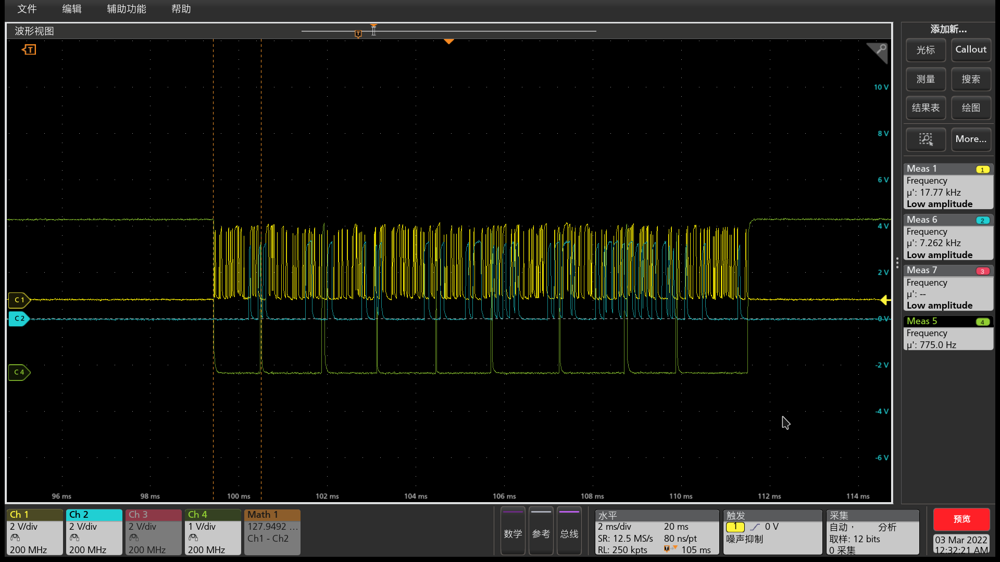 文件 编辑 辅助功能 帮助
波形视图
T
T
10 V
8 V
6 V
4 V
2 V
0 V
-2 V
-4 V
-6 V
C 1
C 2
C 4
96 ms 98 ms 100 ms 102 ms 104 ms 106 ms 108 ms 110 ms 112 ms 114 ms
添加新...
光标 Callout
测量 搜索
结果表 绘图
More...
Meas 1 1
Frequency
µ': 17.77 kHz
Low amplitude
Meas 6 2
Frequency
µ': 7.262 kHz
Low amplitude
Meas 7 3
Frequency
µ': --
Low amplitude
Meas 5 4
Frequency
µ': 775.0 Hz
Ch 1
2 V/div
200 MHz
Ch 2
2 V/div
200 MHz
Ch 3
2 V/div
200 MHz
Ch 4
1 V/div
200 MHz
Math 1
127.9492 ...
Ch1 - Ch2
数学 参考 总线
水平
2 ms/div 20 ms
SR: 12.5 MS/s 80 ns/pt
RL: 250 kpts T 105 ms
触发
1 0 V
噪声抑制
采集
自动， 分析
取样: 12 bits
0 采集
预览
03 Mar 2022
12:32:21 AM